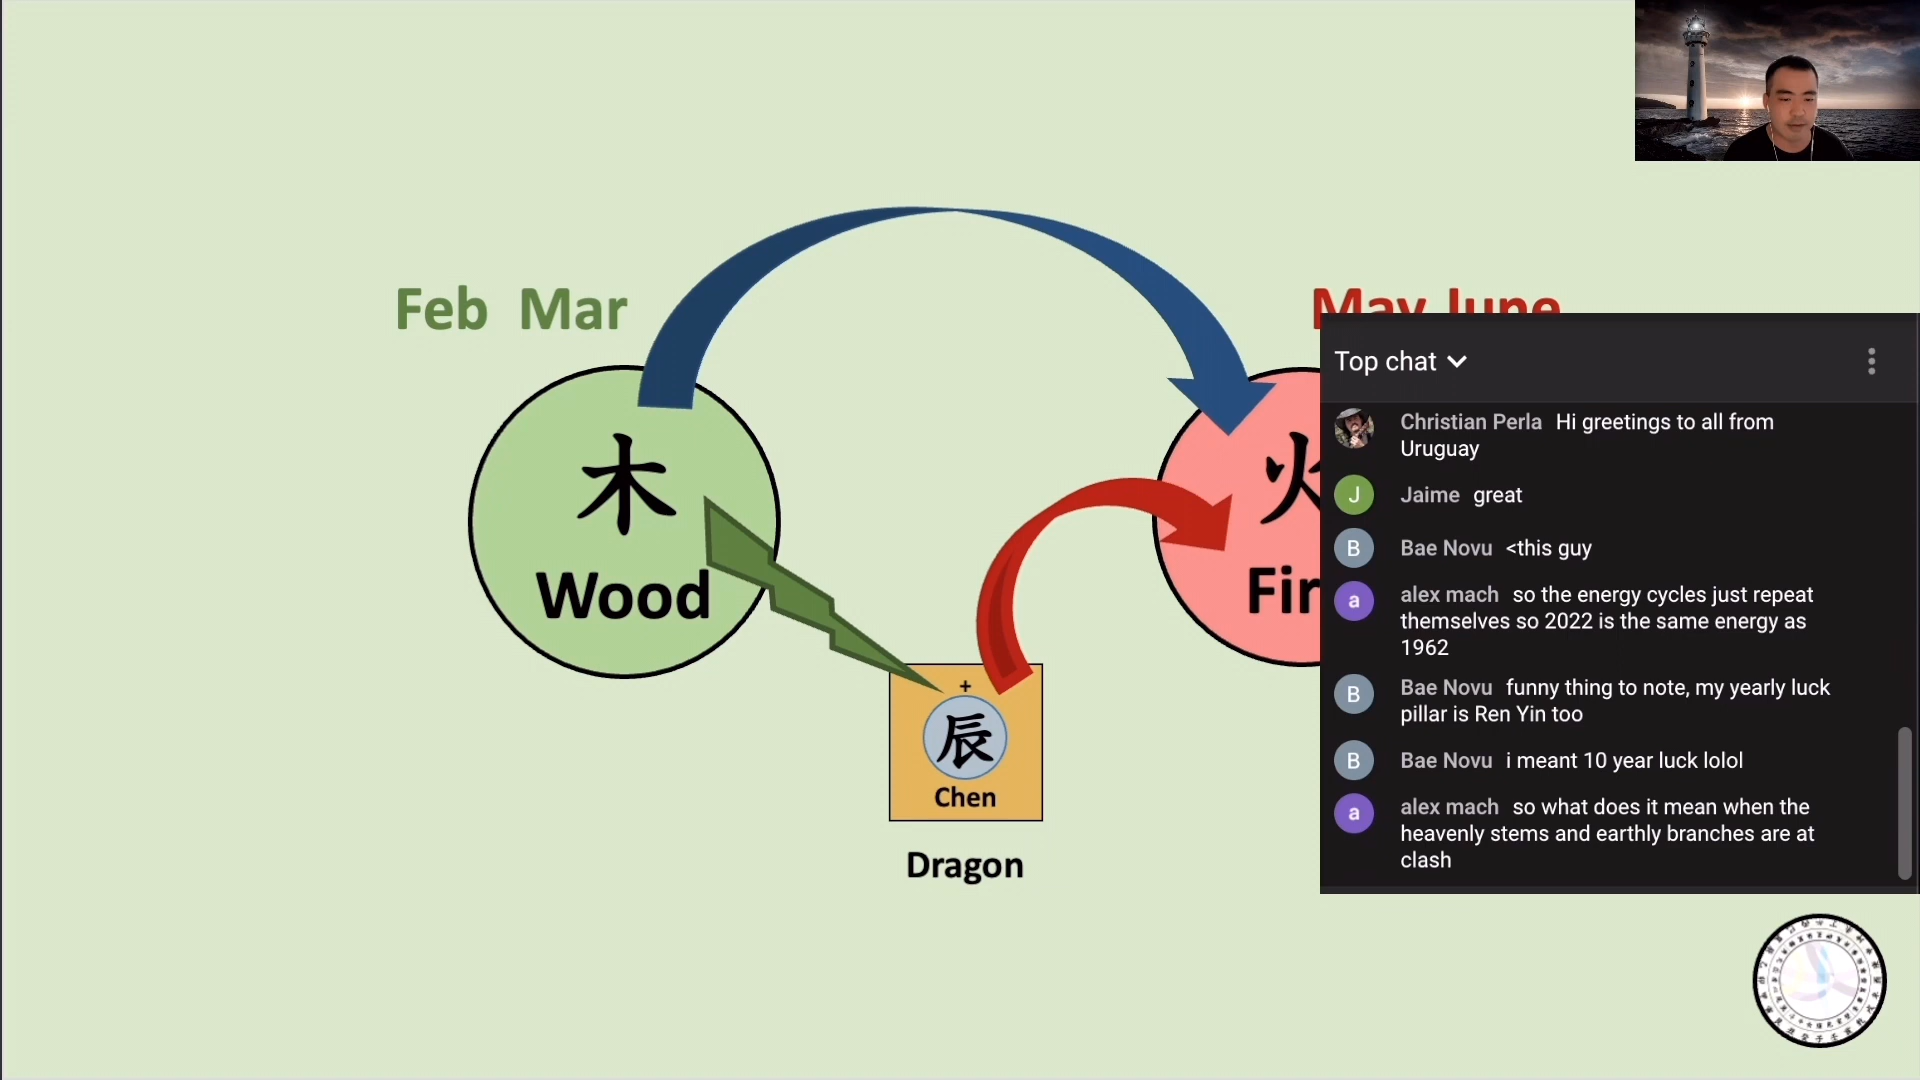 Feb Mar
May June
木
Wood
火
Fir
+
辰
Chen
Dragon
Top chat
Christian Perla Hi greetings to all from
Uruguay
J Jaime great
B Bae Novu <this guy
a alex mach so the energy cycles just repeat
themselves so 2022 is the same energy as
1962
B Bae Novu funny thing to note, my yearly luck
pillar is Ren Yin too
B Bae Novu i meant 10 year luck lolol
a alex mach so what does it mean when the
heavenly stems and earthly branches are at
clash